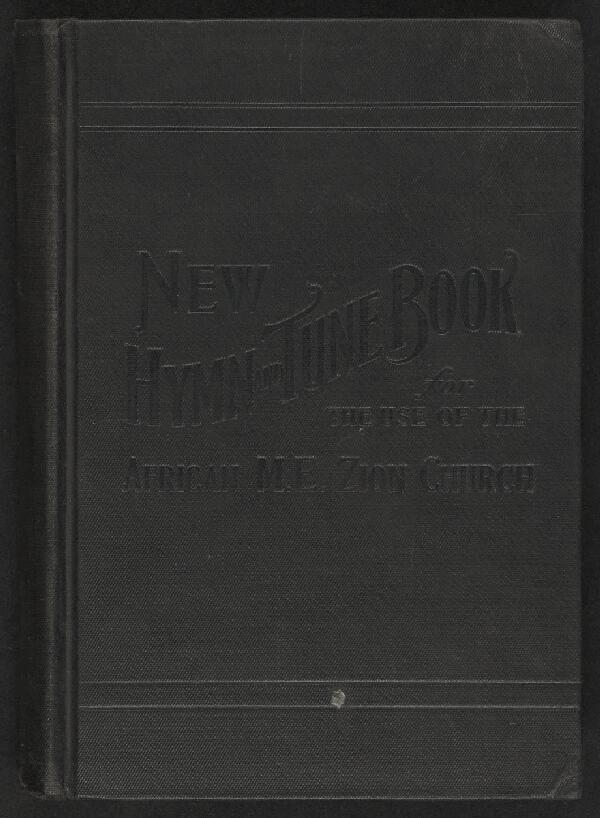 New
Hymn and Tune Book
for
the use of the
African M.E. Zion Church